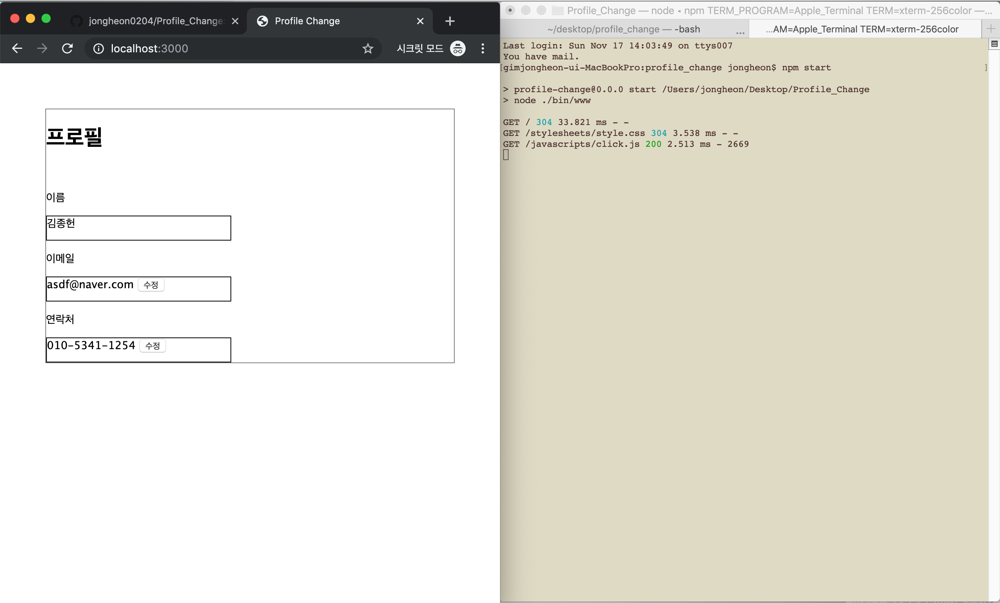 jongheon0204/Profile_Change:
Profile Change
localhost:3000
시크릿 모드
프로필
이름
김종헌
이메일
asdf@naver.com 수정
연락처
010-5341-1254 수정
Profile_Change — node ◂ npm TERM_PROGRAM=Apple_Terminal TERM=xterm-256color —...
~/desktop/profile_change — -bash ...
...AM=Apple_Terminal TERM=xterm-256color
Last login: Sun Nov 17 14:03:49 on ttys007
You have mail.
[gimjongheon-ui-MacBookPro:profile_change jongheon$ npm start ]
> profile-change@0.0.0 start /Users/jongheon/Desktop/Profile_Change
> node ./bin/www
GET / 304 33.821 ms - -
GET /stylesheets/style.css 304 3.538 ms - -
GET /javascripts/click.js 200 2.513 ms - 2669